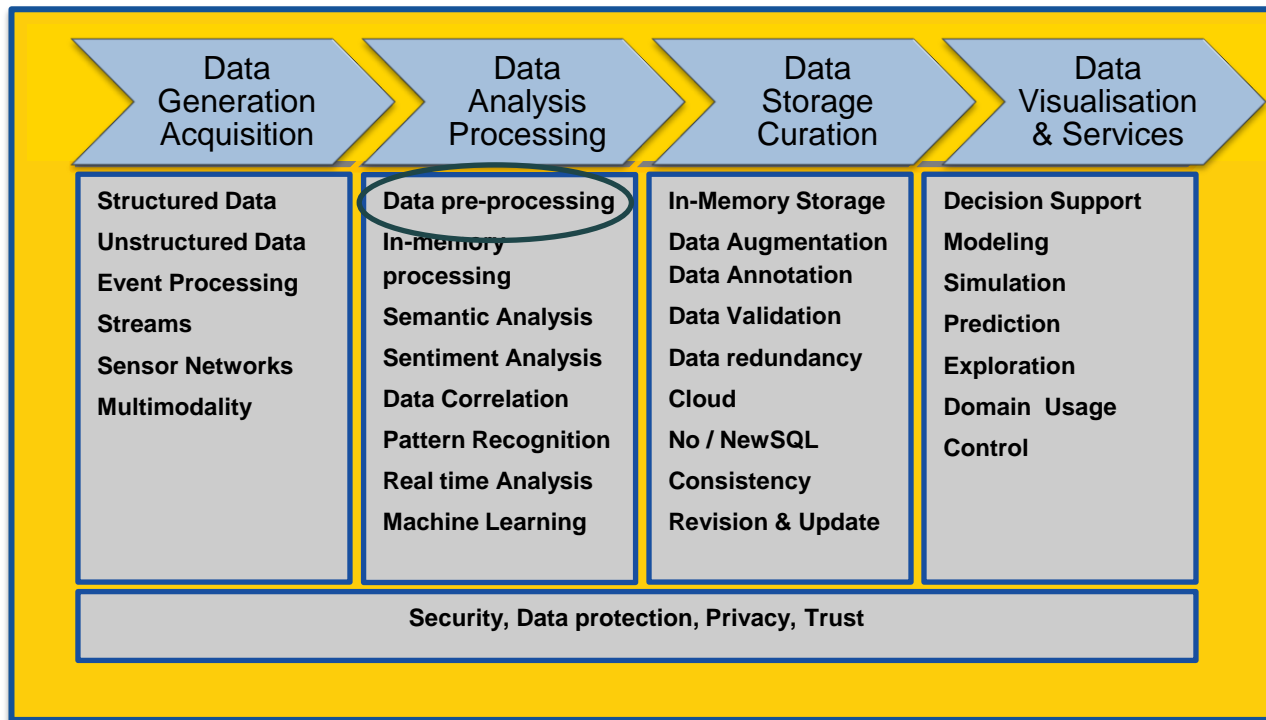 Data
Generation
Acquisition
Data
Analysis
Processing
Data
Storage
Curation
Data
Visualisation
& Services
Structured Data
Unstructured Data
Event Processing
Streams
Sensor Networks
Multimodality
Data pre-processing
In-memory
processing
Semantic Analysis
Sentiment Analysis
Data Correlation
Pattern Recognition
Real time Analysis
Machine Learning
In-Memory Storage
Data Augmentation
Data Annotation
Data Validation
Data redundancy
Cloud
No / NewSQL
Consistency
Revision & Update
Decision Support
Modeling
Simulation
Prediction
Exploration
Domain Usage
Control
Security, Data protection, Privacy, Trust